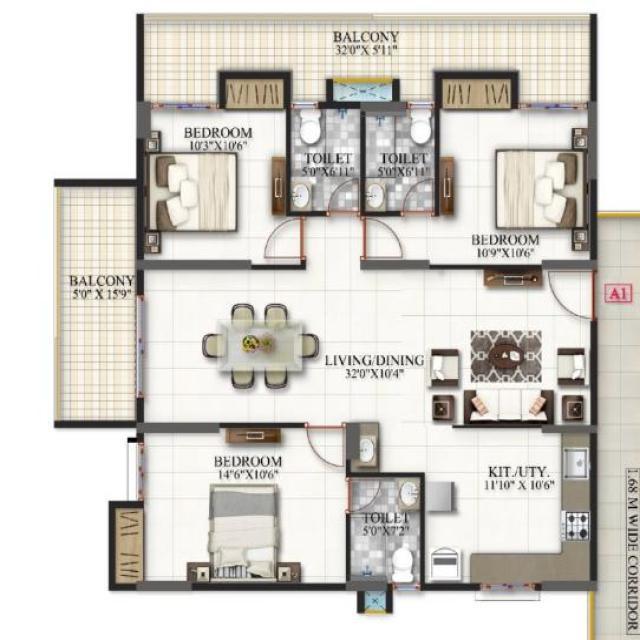 BALCONY
32'0"X 5'11"
BEDROOM
10'3"X10'6"
TOILET
5'0"X6'11"
TOILET
5'0"X6'11"
BEDROOM
10'9"X10'6"
BALCONY
5'0" X 15'9"
A1
LIVING/DINING
32'0"X10'4"
BEDROOM
14'6"X10'6"
KIT./UTY.
11'10" X 10'6"
TOILET
5'0"X7'2"
1.68 M WIDE CORRIDOR